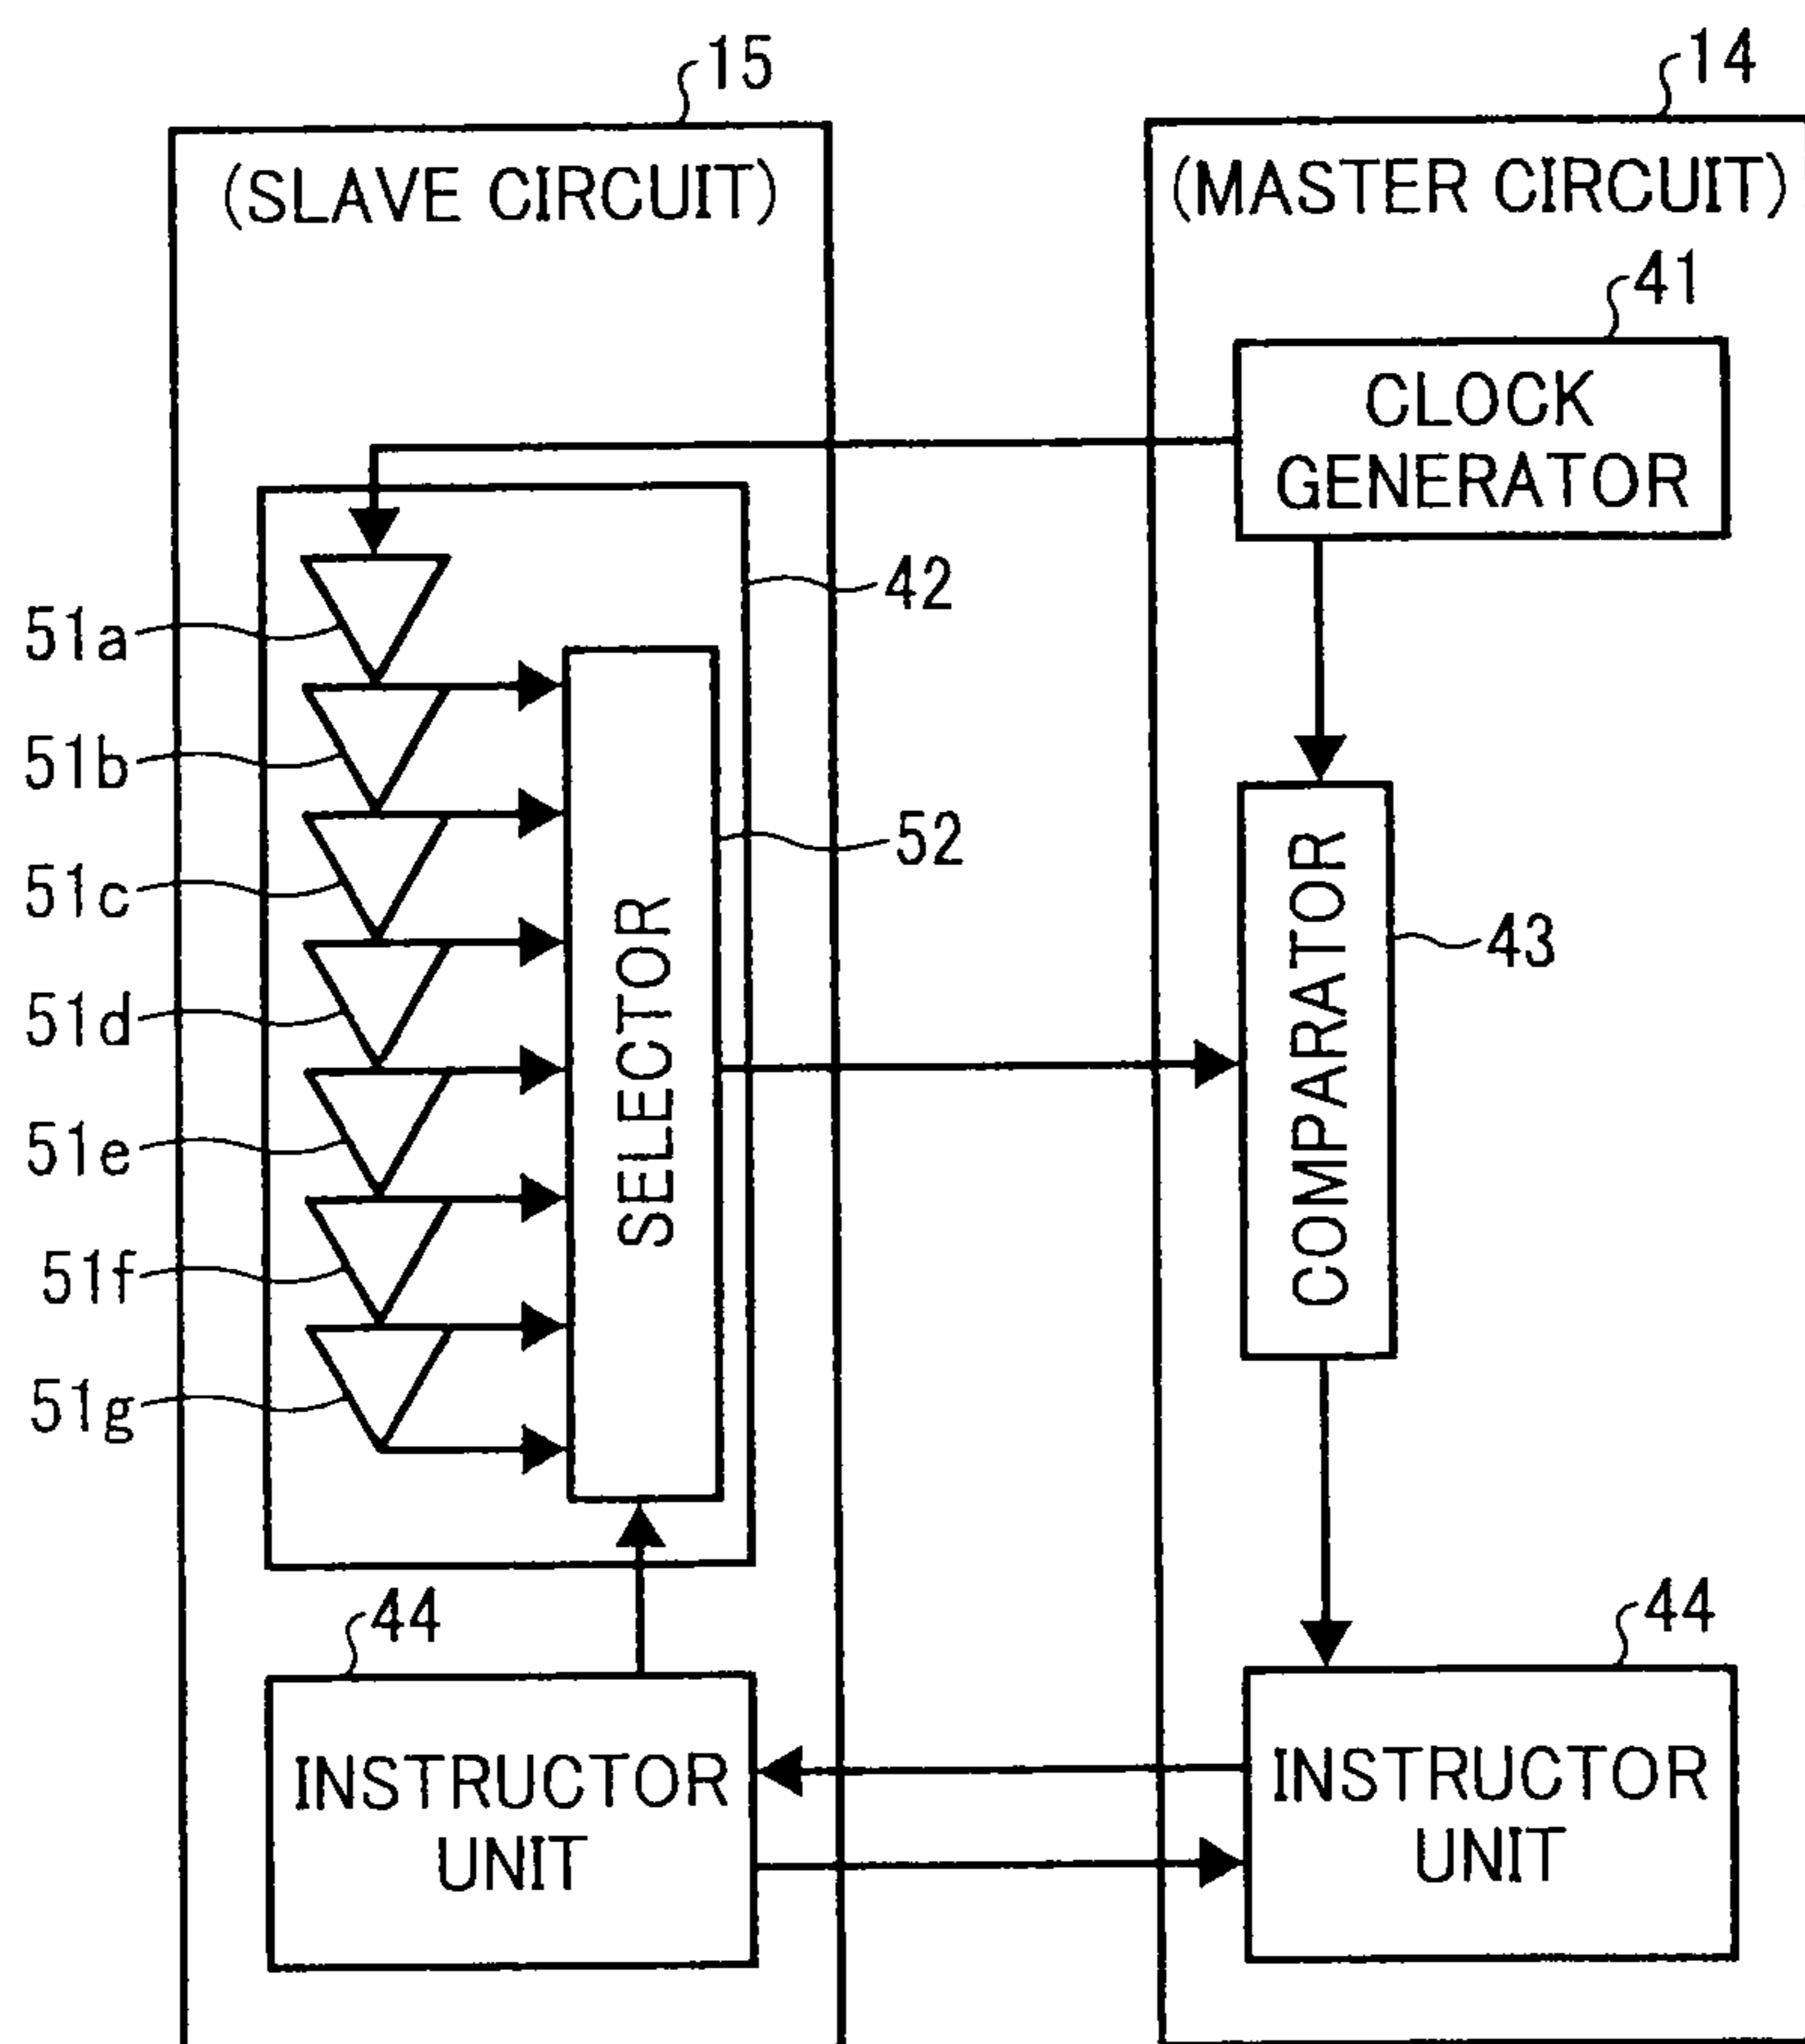 15
14
(SLAVE CIRCUIT)
(MASTER CIRCUIT)
41
CLOCK
GENERATOR
42
51a
51b
52
51c
SELECTOR
COMPARATOR
43
51d
51e
51f
51g
44
44
INSTRUCTOR
UNIT
INSTRUCTOR
UNIT